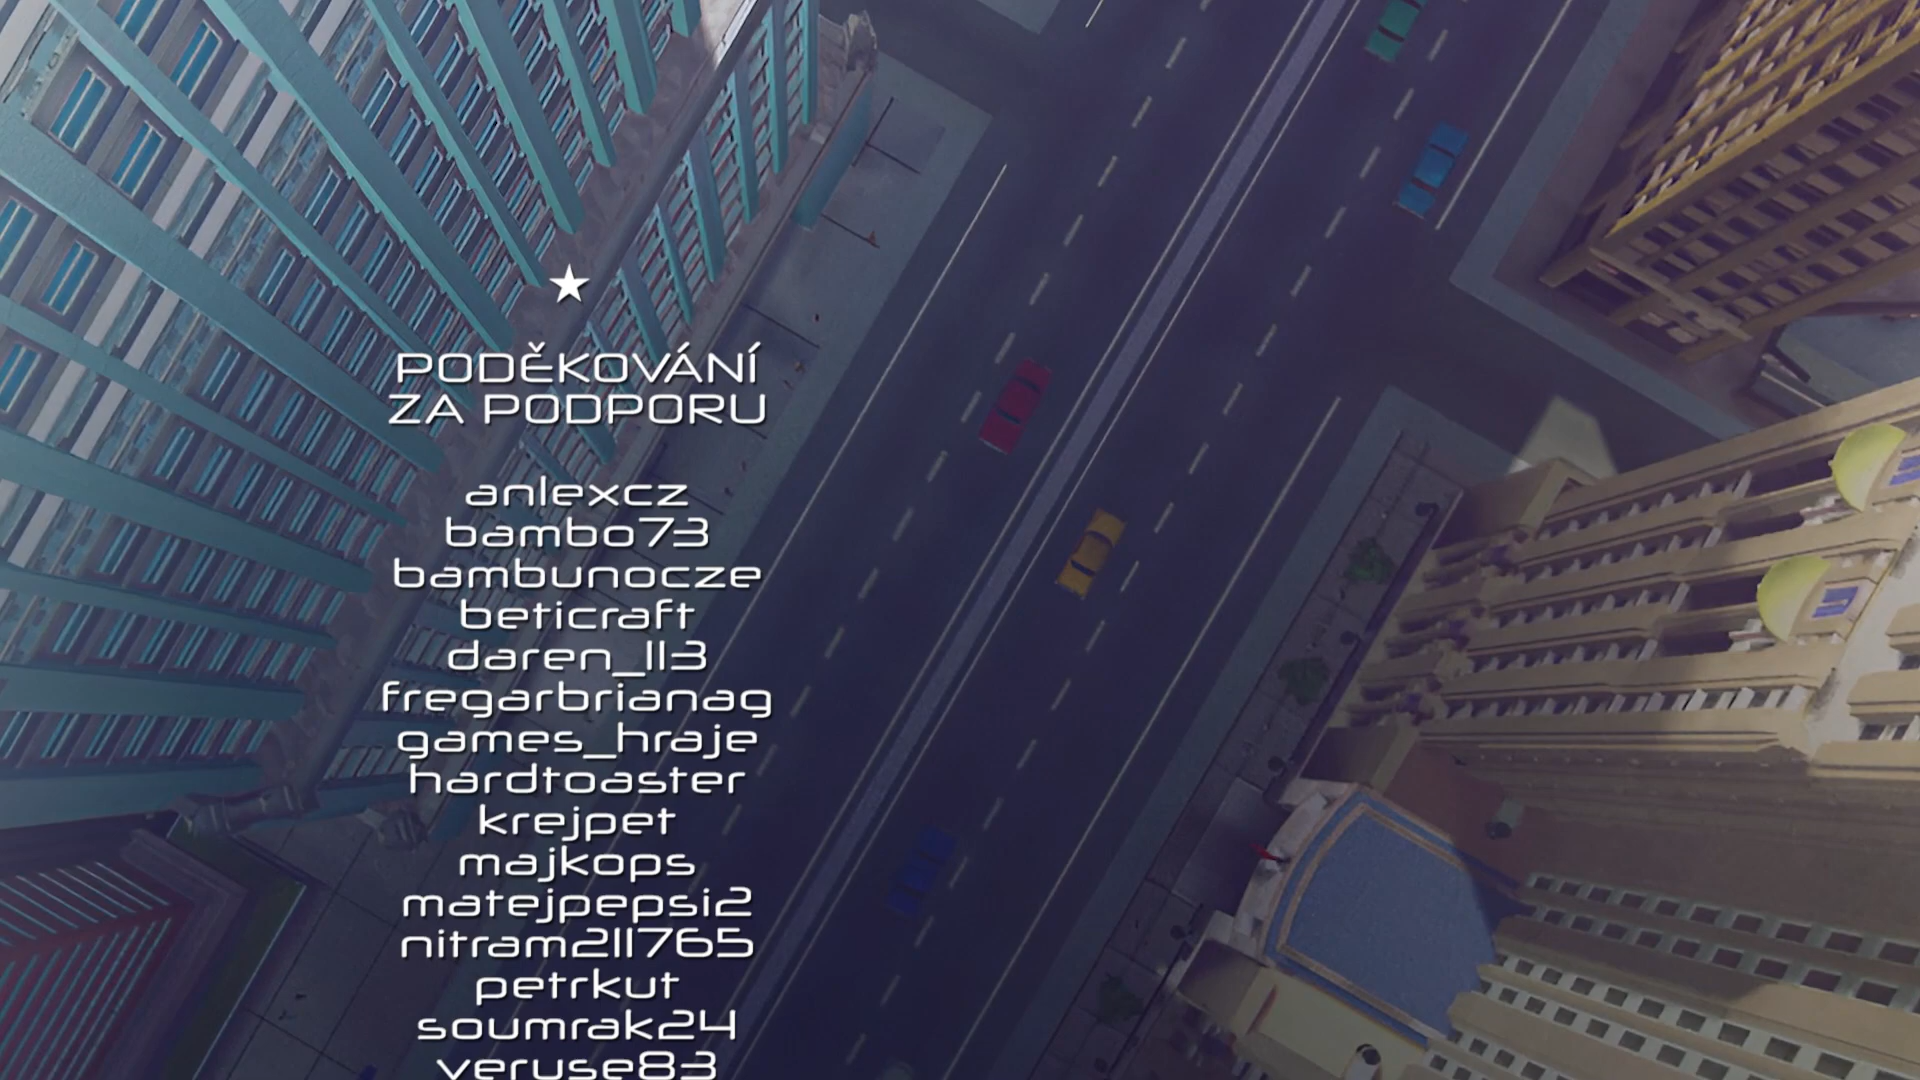 ★
PODĚKOVÁNÍ
ZA PODPORU
anlexcz
bambo73
bambunocze
beticraft
daren_113
fregarbrianag
games_hraje
hardtoaster
krejpet
majkops
matejpepsi2
nitram211765
petrkut
soumrak24
veruse83